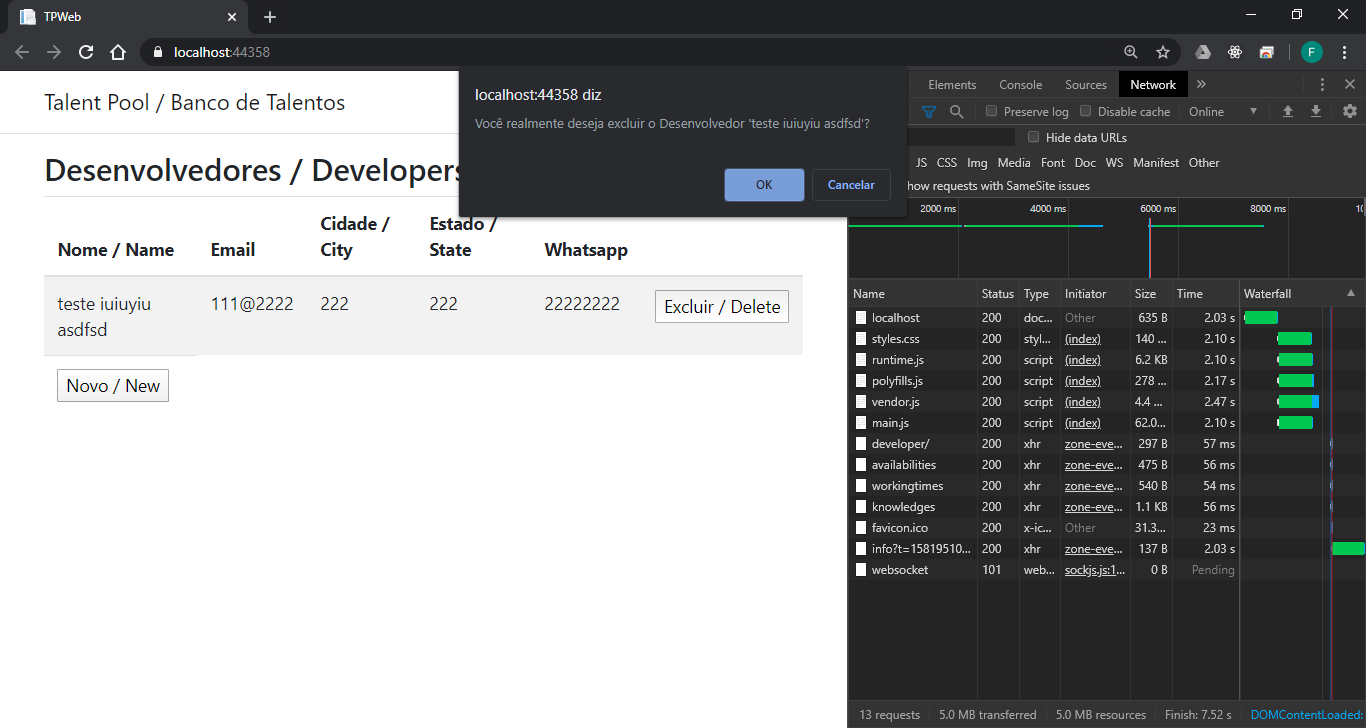 TPWeb
localhost:44358
F
Talent Pool / Banco de Talentos
localhost:44358 diz
Você realmente deseja excluir o Desenvolvedor 'teste iuiuyiu asdfsd'?
OK
Cancelar
Desenvolvedores / Developers
Nome / Name
Email
Cidade /
City
Estado /
State
Whatsapp
teste iuiuyiu
asdfsd
111@2222
222
222
22222222
Excluir / Delete
Novo / New
Elements Console Sources Network
Preserve log Disable cache Online
Hide data URLs
JS CSS Img Media Font Doc WS Manifest Other
how requests with SameSite issues
2000 ms 4000 ms 6000 ms 8000 ms 10
Name Status Type Initiator Size Time Waterfall
localhost 200 doc... Other 635 B 2.03 s
styles.css 200 styl... (index) 140 ... 2.10 s
runtime.js 200 script (index) 6.2 KB 2.10 s
polyfills.js 200 script (index) 278 ... 2.17 s
vendor.js 200 script (index) 4.4 ... 2.47 s
main.js 200 script (index) 62.0... 2.10 s
developer/ 200 xhr zone-eve... 297 B 57 ms
availabilities 200 xhr zone-eve... 475 B 56 ms
workingtimes 200 xhr zone-eve... 540 B 54 ms
knowledges 200 xhr zone-eve... 1.1 KB 56 ms
favicon.ico 200 x-ic... Other 31.3... 23 ms
info?t=15819510... 200 xhr zone-eve... 137 B 2.03 s
websocket 101 web... sockjs.js:1... 0 B Pending
13 requests 5.0 MB transferred 5.0 MB resources Finish: 7.52 s DOMContentLoaded: